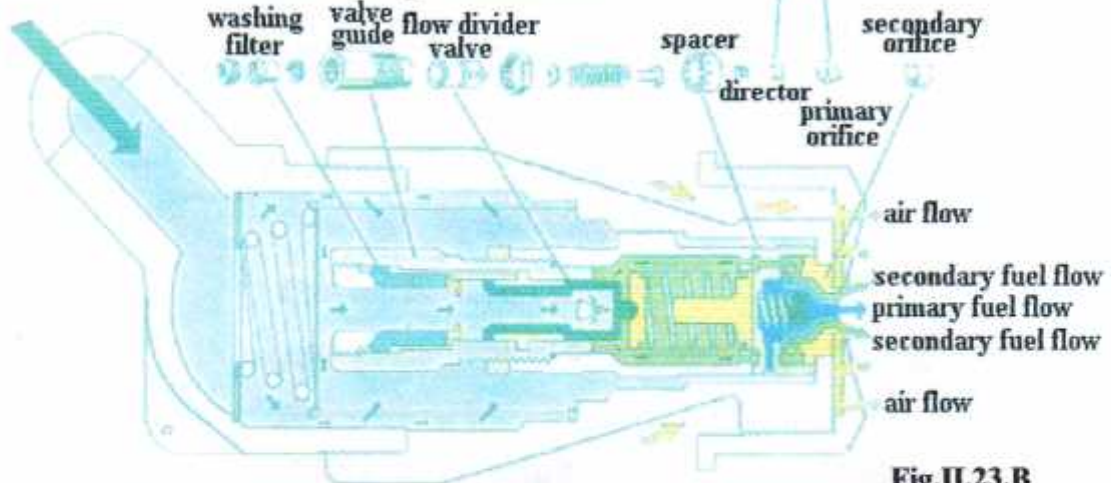 washing
filter
valve
guide
flow divider
valve
spacer
secondary
orifice
director
primary
orifice
air flow
secondary fuel flow
primary fuel flow
secondary fuel flow
air flow
Fig.II.23.B